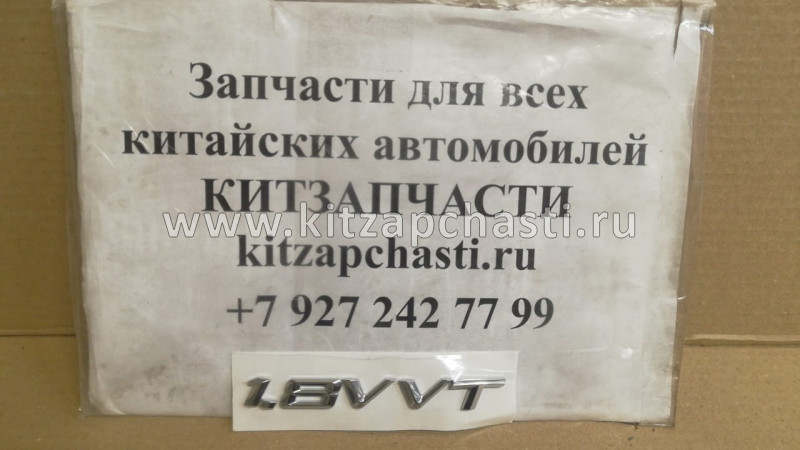 Запчасти для всех
китайских автомобилей
КИТЗАПЧАСТИ
www.kitzapchasti.ru
kitzapchasti.ru
+7 927 242 77 99
1.8VVT